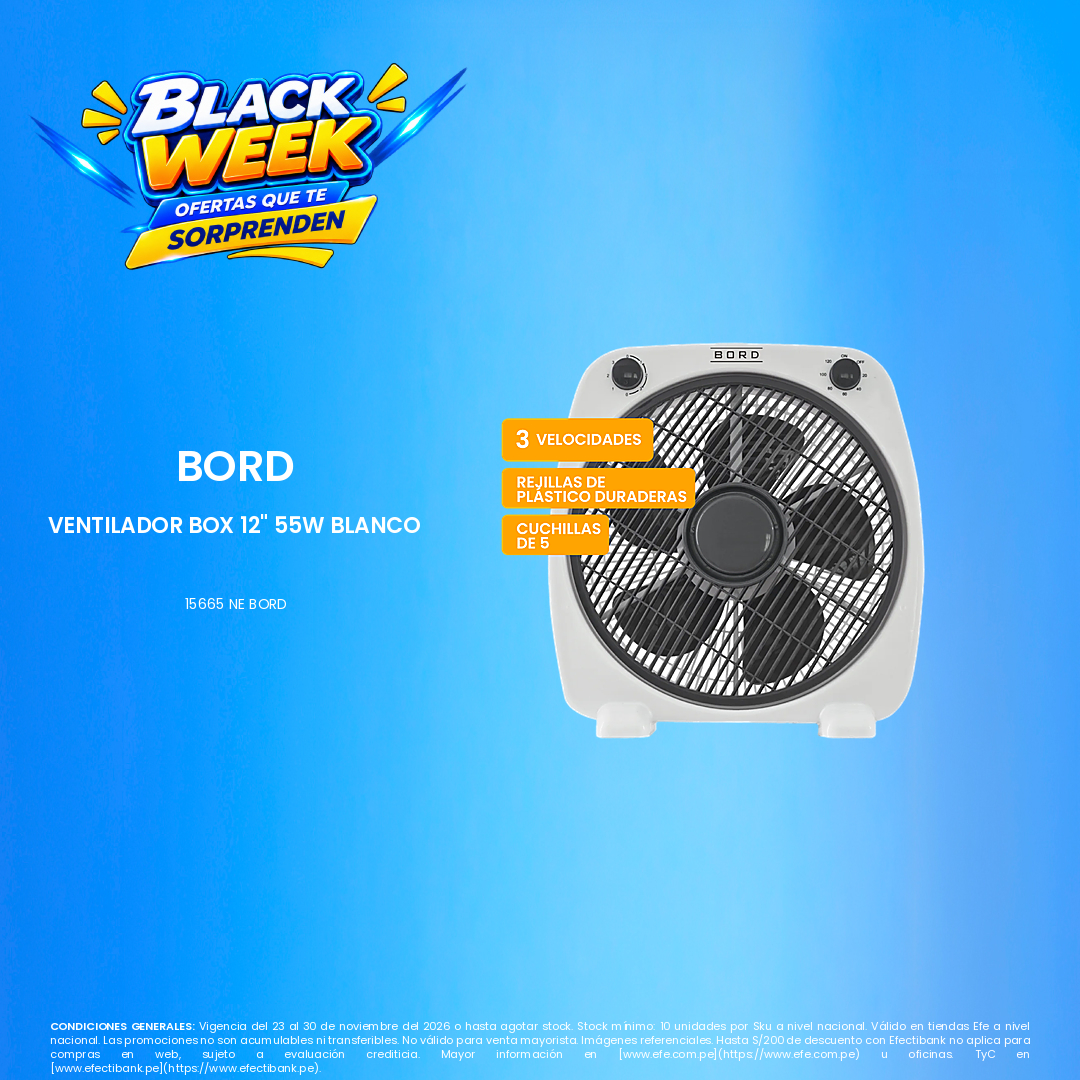 BLACK
WEEK
OFERTAS QUE TE
SORPRENDEN
BORD
3 VELOCIDADES
REJILLAS DE
PLÁSTICO DURADERAS
CUCHILLAS
DE 5
BORD
VENTILADOR BOX 12" 55W BLANCO
15665 NE BORD
CONDICIONES GENERALES: Vigencia del 23 al 30 de noviembre del 2026 o hasta agotar stock. Stock mínimo: 10 unidades por Sku a nivel nacional. Válido en tiendas Efe a nivel
nacional. Las promociones no son acumulables ni transferibles. No válido para venta mayorista. Imágenes referenciales. Hasta S/200 de descuento con Efectibank no aplica para
compras en web, sujeto a evaluación crediticia. Mayor información en [www.efe.com.pe](https://www.efe.com.pe) u oficinas. TyC en
[www.efectibank.pe](https://www.efectibank.pe).